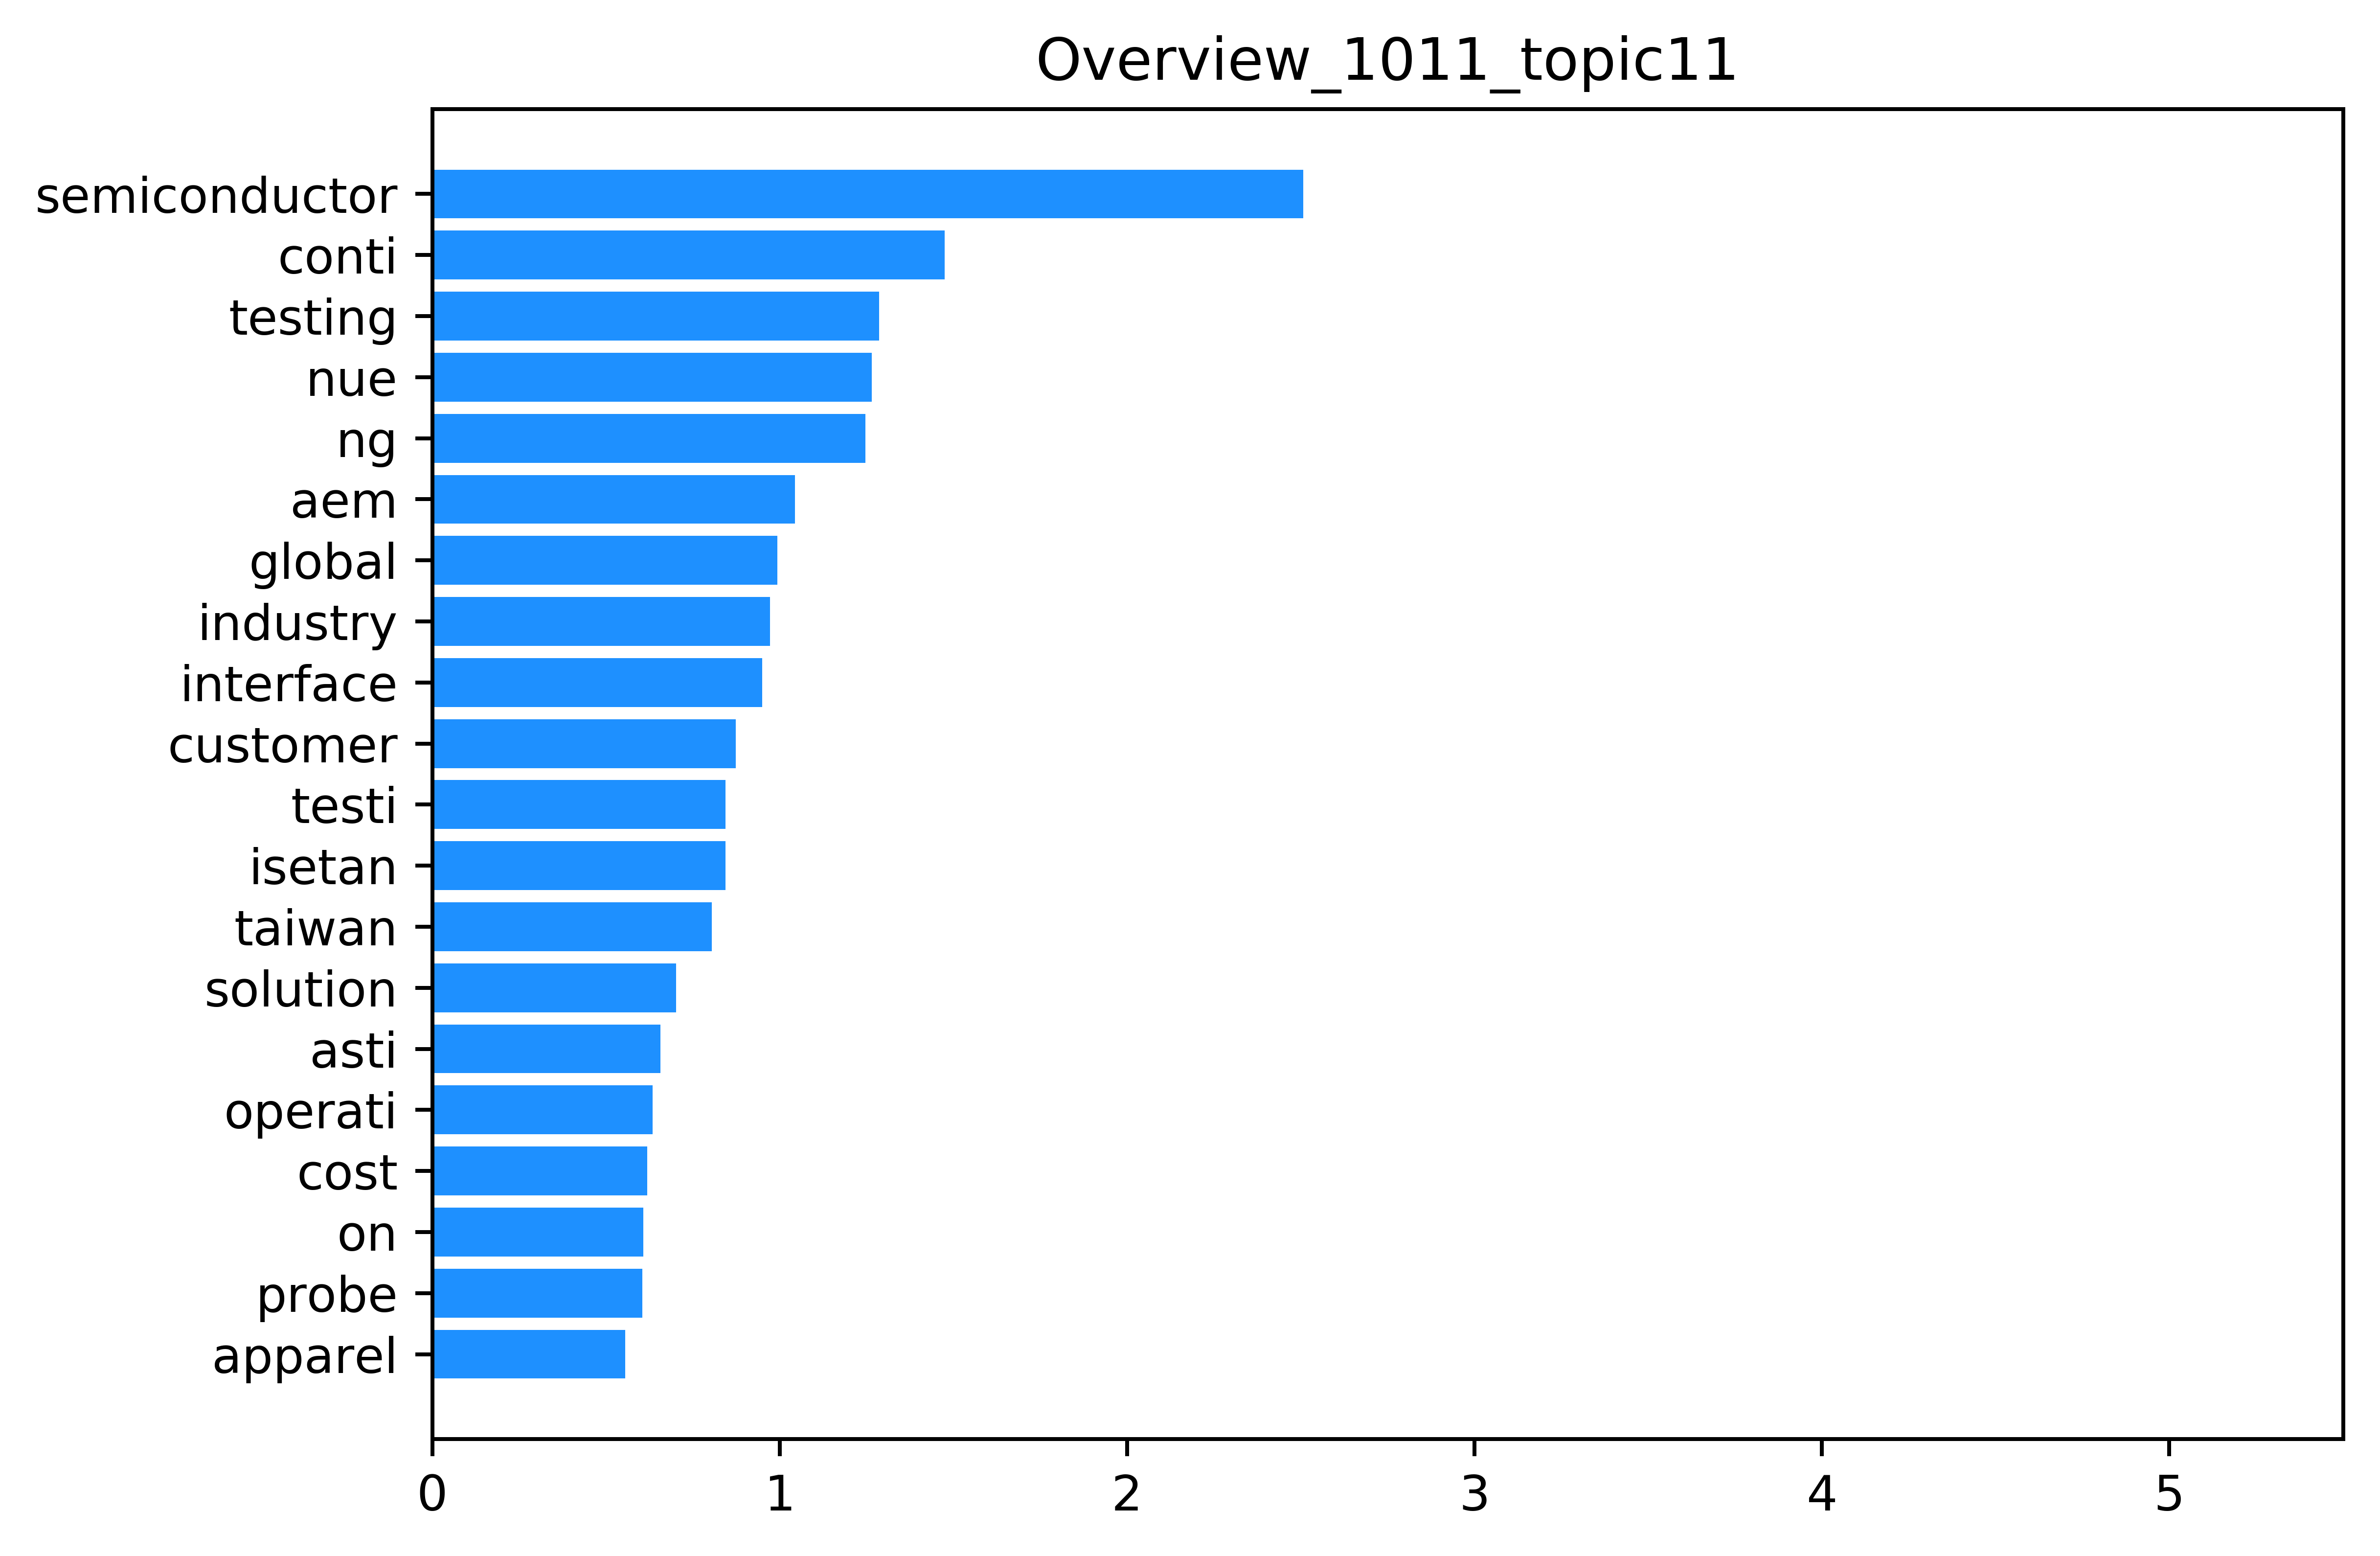 Overview_1011_topic11
semiconductor
conti
testing
nue
ng
aem
global
industry
interface
customer
testi
isetan
taiwan
solution
asti
operati
cost
on
probe
apparel
0 1 2 3 4 5